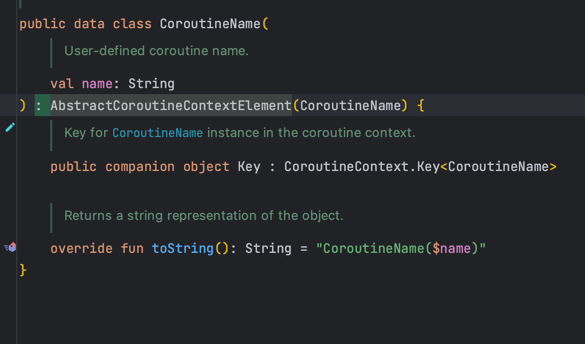 public data class CoroutineName(
User-defined coroutine name.
val name: String
) : AbstractCoroutineContextElement(CoroutineName) {
Key for CoroutineName instance in the coroutine context.
public companion object Key : CoroutineContext.Key<CoroutineName>
Returns a string representation of the object.
override fun toString(): String = "CoroutineName($name)"
}